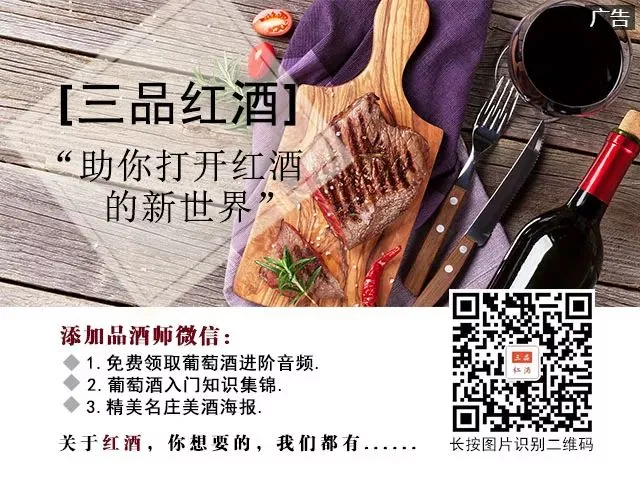 广告
[三品红酒]
“助你打开红酒
的新世界”
添加品酒师微信：
1.免费领取葡萄酒进阶音频.
2.葡萄酒入门知识集锦.
3.精美名庄美酒海报.
三品
红酒
关于红酒，你想要的，我们都有......
长按图片识别二维码